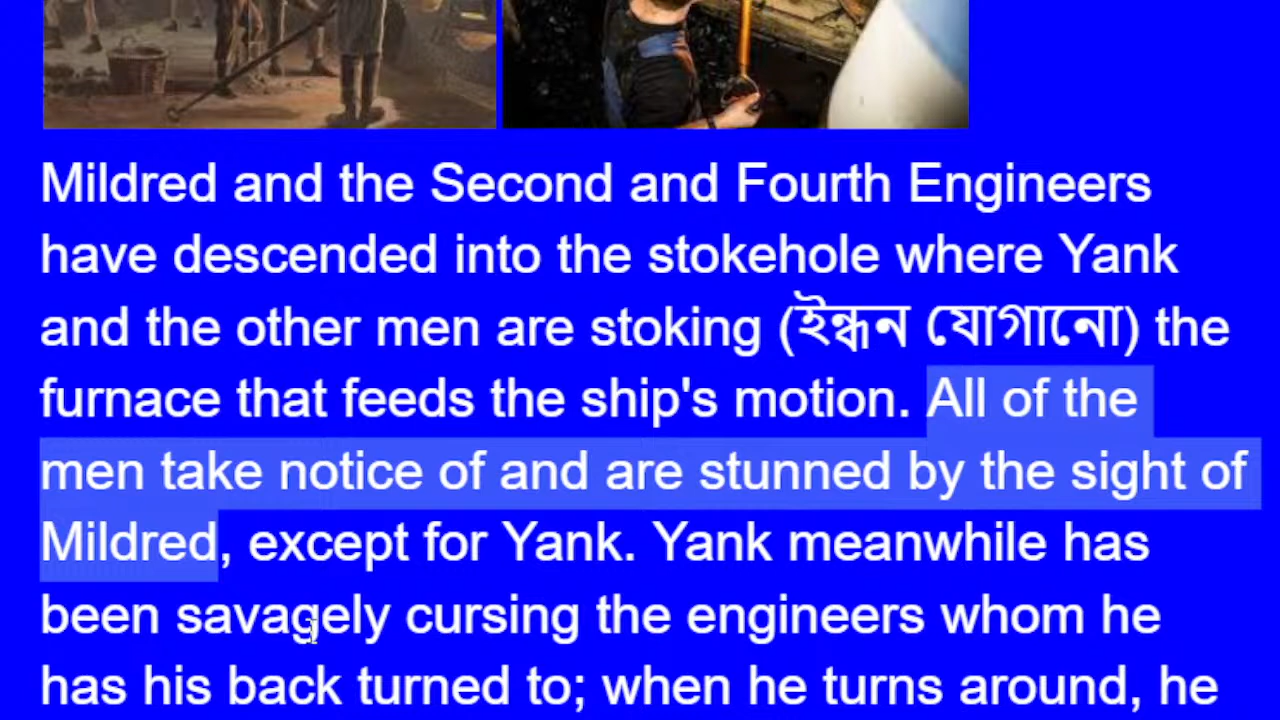 Mildred and the Second and Fourth Engineers
have descended into the stokehole where Yank
and the other men are stoking (ইন্ধন যোগানো) the
furnace that feeds the ship's motion. All of the
men take notice of and are stunned by the sight of
Mildred, except for Yank. Yank meanwhile has
been savagely cursing the engineers whom he
has his back turned to; when he turns around, he